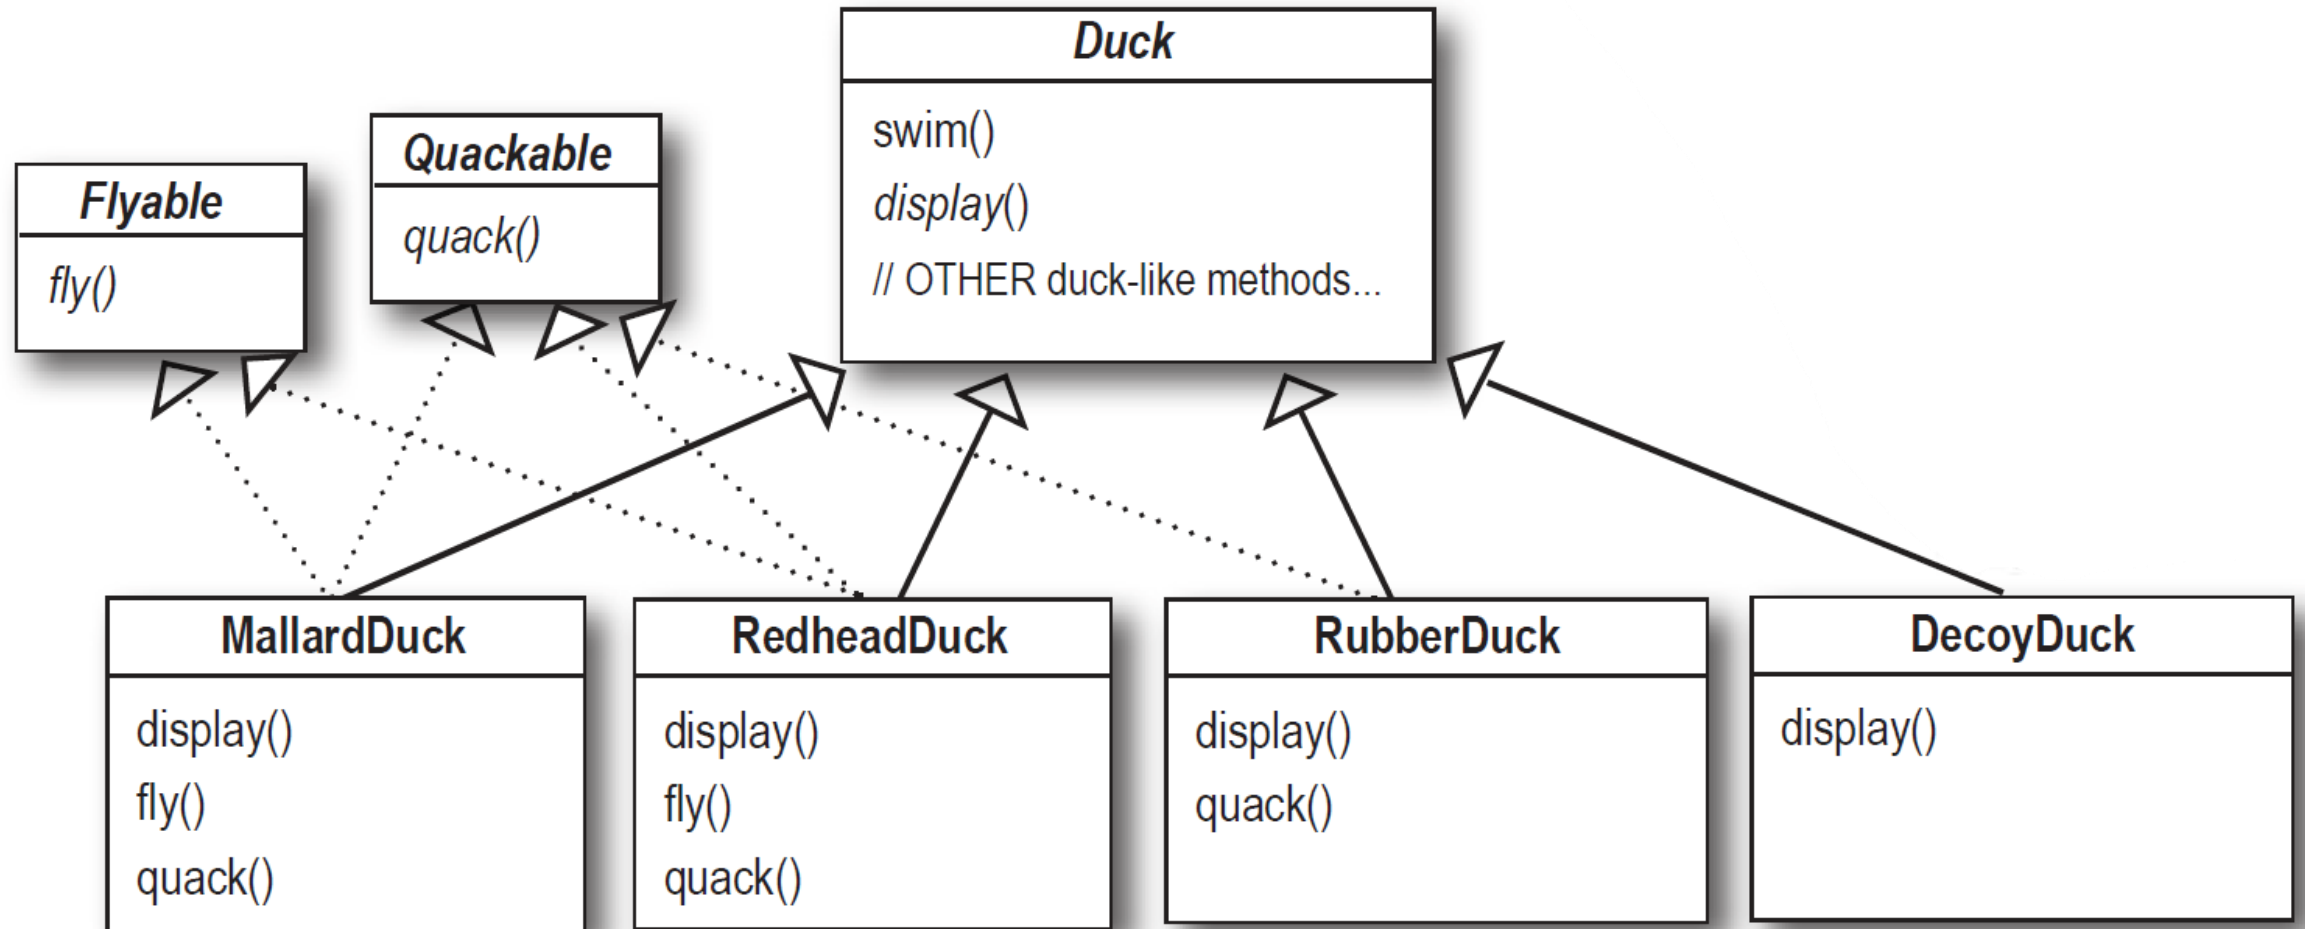 Duck
swim()
display()
// OTHER duck-like methods...
Quackable
quack()
Flyable
fly()
MallardDuck
display()
fly()
quack()
RedheadDuck
display()
fly()
quack()
RubberDuck
display()
quack()
DecoyDuck
display()